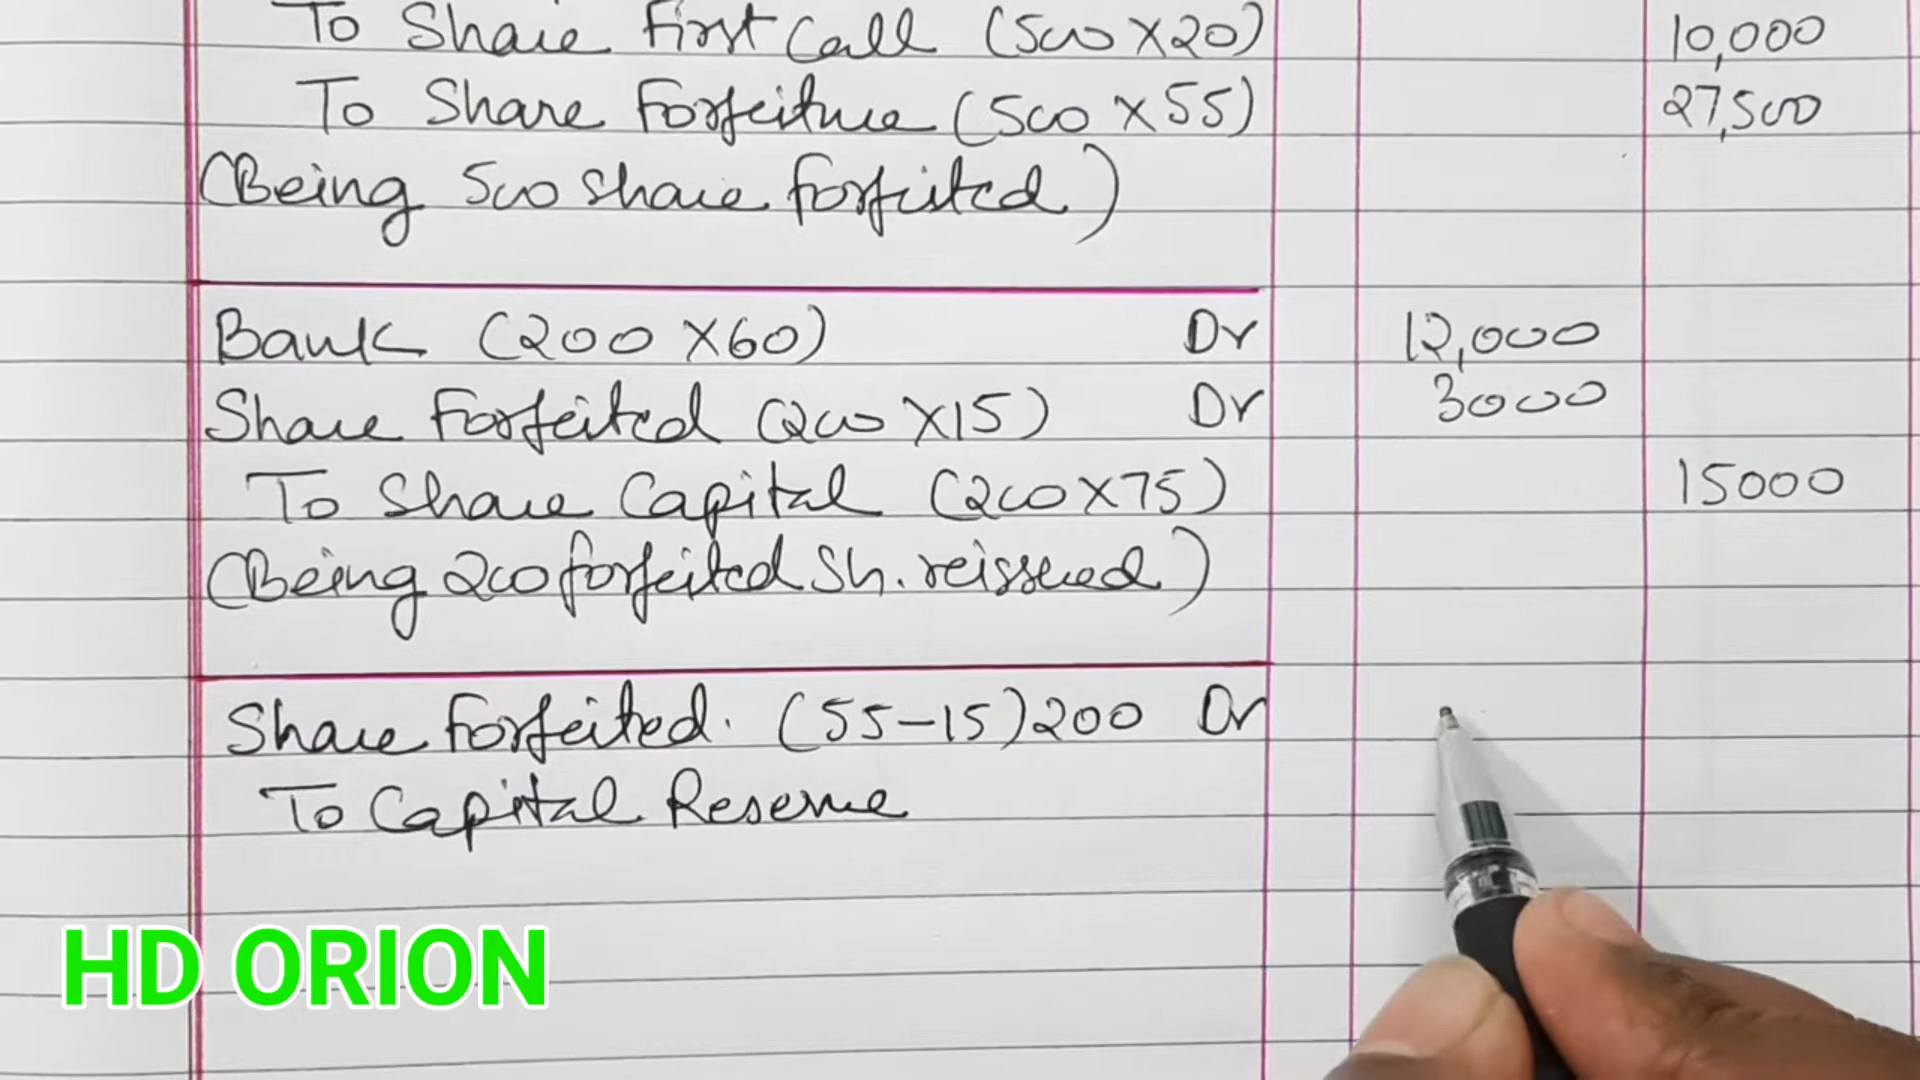 To Share First Call (500 X 20) 10,000
To Share Forfeiture (500 X 55) 27,500
(Being 500 share forfeited)
Bank (200 X 60) Dr 12,000
Share Forfeited (200 X 15) Dr 3000
To Share Capital (200 X 75) 15000
(Being 200 forfeited Sh. reissued)
Share Forfeited. (55-15) 200 Dr
To Capital Reserve
HD ORION